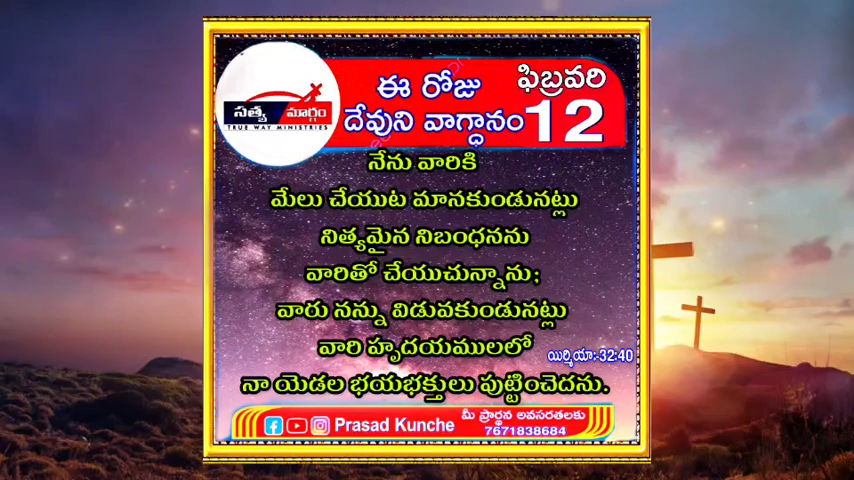 సత్య మార్గం
TRUE WAY MINISTRIES
ఈ రోజు
దేవుని వాగ్ధానం
ఫిబ్రవరి
12
నేను వారికి
మేలు చేయుట మానకుండునట్లు
నిత్యమైన నిబంధనను
వారితో చేయుచున్నాను;
వారు నన్ను విడువకుండునట్లు
వారి హృదయములలో
యిర్మియా:-32:40
నా యెడల భయభక్తులు పుట్టించెదను.
Prasad Kunche
మీ ప్రార్థన అవసరతలకు
7671838684